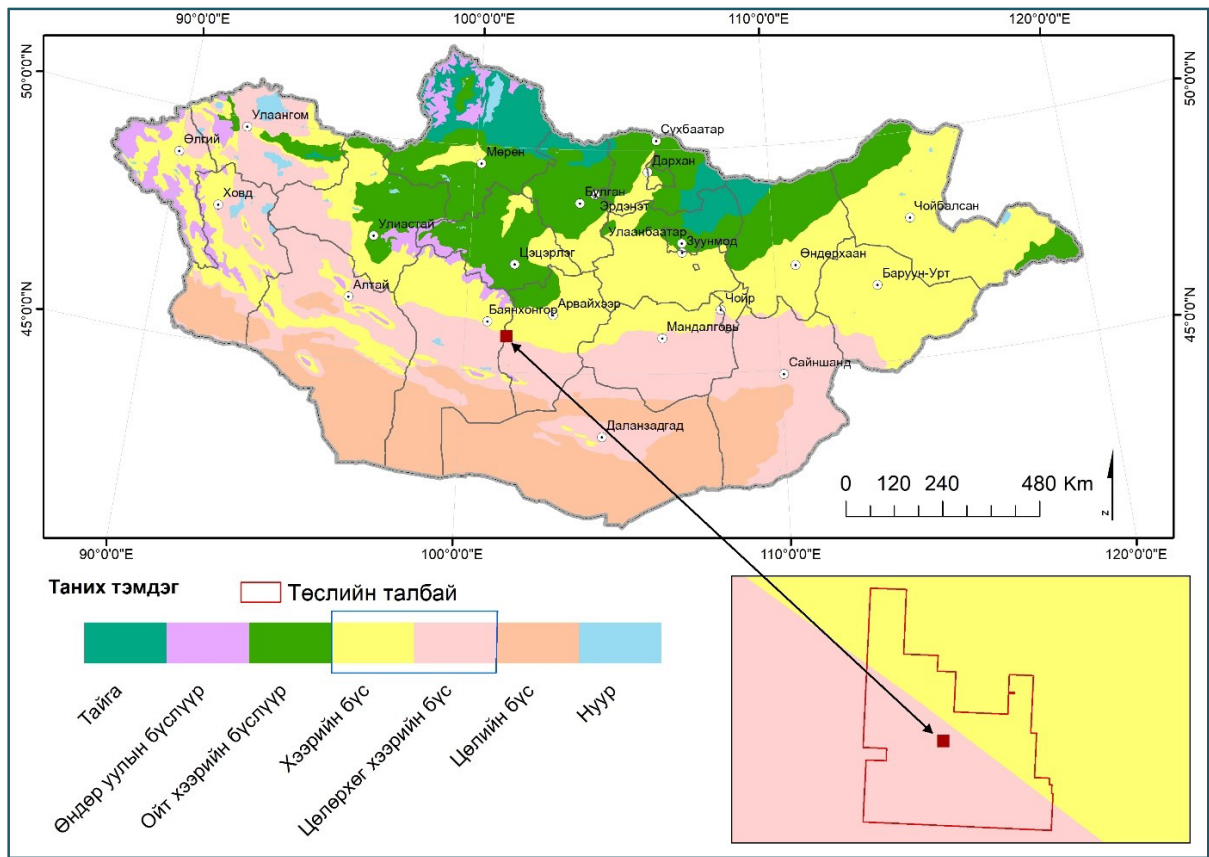 90°0'0"E
100°0'0"E
110°0'0"E
120°0'0"E
50°0'0"N
50°0'0"N
45°0'0"N
45°0'0"N
Улаангом
Өлгий
Ховд
Мөрөн
Сүхбаатар
Дархан
Булган
Эрдэнэт
Улиастай
Цэцэрлэг
Улаанбаатар
Зуунмод
Чойбалсан
Өндөрхаан
Баруун-Урт
Алтай
Баянхонгор
Арвайхээр
Чойр
Мандалговь
Сайншанд
Даланзадгад
0 120 240 480 Km
z
90°0'0"E
100°0'0"E
110°0'0"E
120°0'0"E
Таних тэмдэг
Төслийн талбай
Тайга
Өндөр уулын бүслүүр
Ойт хээрийн бүслүүр
Хээрийн бүс
Цөлөрхөг хээрийн бүс
Цөлийн бүс
Нуур